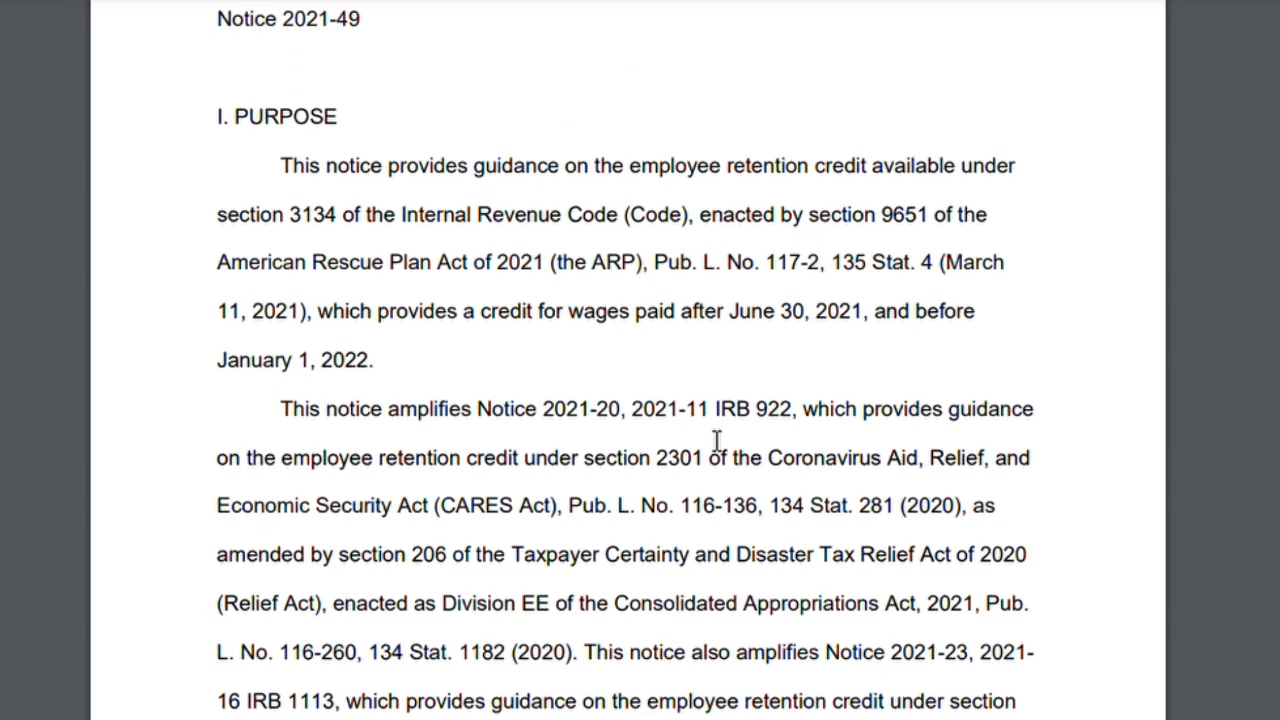 Notice 2021-49
I. PURPOSE
This notice provides guidance on the employee retention credit available under
section 3134 of the Internal Revenue Code (Code), enacted by section 9651 of the
American Rescue Plan Act of 2021 (the ARP), Pub. L. No. 117-2, 135 Stat. 4 (March
11, 2021), which provides a credit for wages paid after June 30, 2021, and before
January 1, 2022.
This notice amplifies Notice 2021-20, 2021-11 IRB 922, which provides guidance
on the employee retention credit under section 2301 of the Coronavirus Aid, Relief, and
Economic Security Act (CARES Act), Pub. L. No. 116-136, 134 Stat. 281 (2020), as
amended by section 206 of the Taxpayer Certainty and Disaster Tax Relief Act of 2020
(Relief Act), enacted as Division EE of the Consolidated Appropriations Act, 2021, Pub.
L. No. 116-260, 134 Stat. 1182 (2020). This notice also amplifies Notice 2021-23, 2021-
16 IRB 1113, which provides guidance on the employee retention credit under section